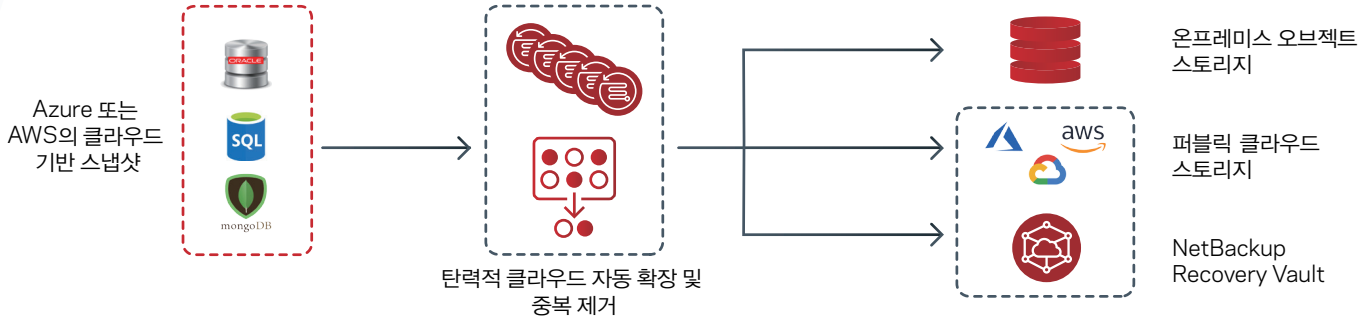 Azure 또는
AWS의 클라우드
기반 스냅샷
ORACLE
SQL
mongoDB
탄력적 클라우드 자동 확장 및
중복 제거
온프레미스 오브젝트
스토리지
aws
퍼블릭 클라우드
스토리지
NetBackup
Recovery Vault